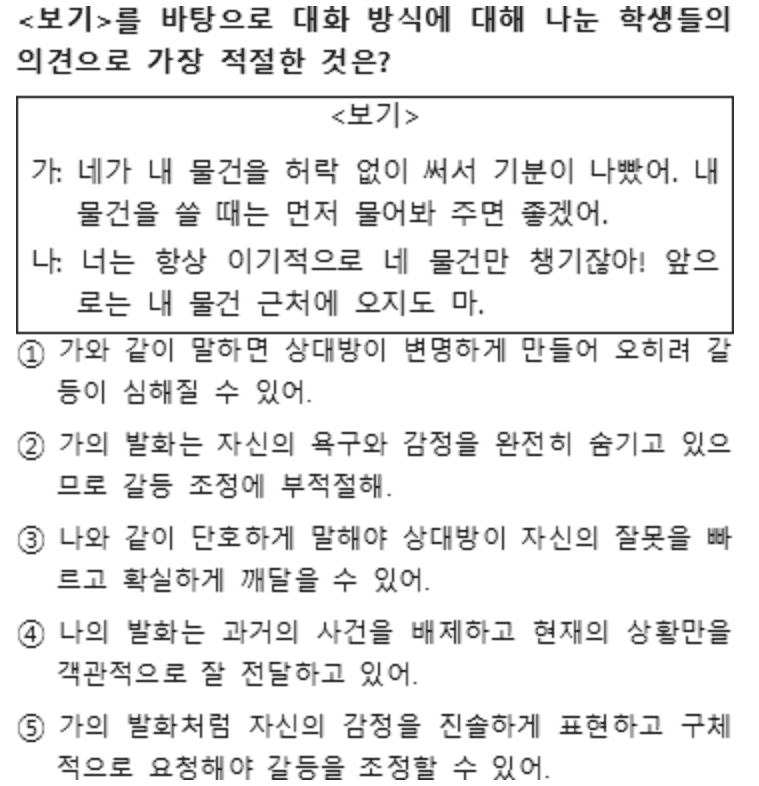 <보기>를 바탕으로 대화 방식에 대해 나눈 학생들의
의견으로 가장 적절한 것은?
<보기>
가: 네가 내 물건을 허락 없이 써서 기분이 나빴어. 내
물건을 쓸 때는 먼저 물어봐 주면 좋겠어.
나: 너는 항상 이기적으로 네 물건만 챙기잖아! 앞으
로는 내 물건 근처에 오지도 마.
① 가와 같이 말하면 상대방이 변명하게 만들어 오히려 갈
등이 심해질 수 있어.
② 가의 발화는 자신의 욕구와 감정을 완전히 숨기고 있으
므로 갈등 조정에 부적절해.
③ 나와 같이 단호하게 말해야 상대방이 자신의 잘못을 빠
르고 확실하게 깨달을 수 있어.
④ 나의 발화는 과거의 사건을 배제하고 현재의 상황만을
객관적으로 잘 전달하고 있어.
⑤ 가의 발화처럼 자신의 감정을 진솔하게 표현하고 구체
적으로 요청해야 갈등을 조정할 수 있어.